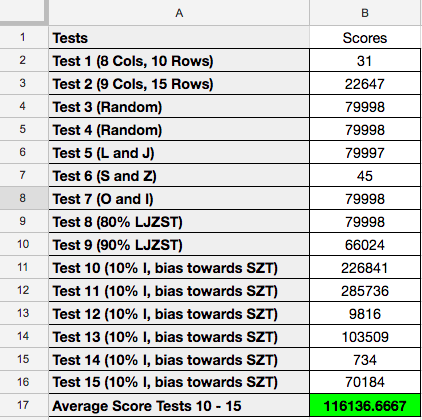 A B
1 Tests Scores
2 Test 1 (8 Cols, 10 Rows) 31
3 Test 2 (9 Cols, 15 Rows) 22647
4 Test 3 (Random) 79998
5 Test 4 (Random) 79998
6 Test 5 (L and J) 79997
7 Test 6 (S and Z) 45
8 Test 7 (O and I) 79998
9 Test 8 (80% LJZST) 79998
10 Test 9 (90% LJZST) 66024
11 Test 10 (10% I, bias towards SZT) 226841
12 Test 11 (10% I, bias towards SZT) 285736
13 Test 12 (10% I, bias towards SZT) 9816
14 Test 13 (10% I, bias towards SZT) 103509
15 Test 14 (10% I, bias towards SZT) 734
16 Test 15 (10% I, bias towards SZT) 70184
17 Average Score Tests 10 - 15 116136.6667